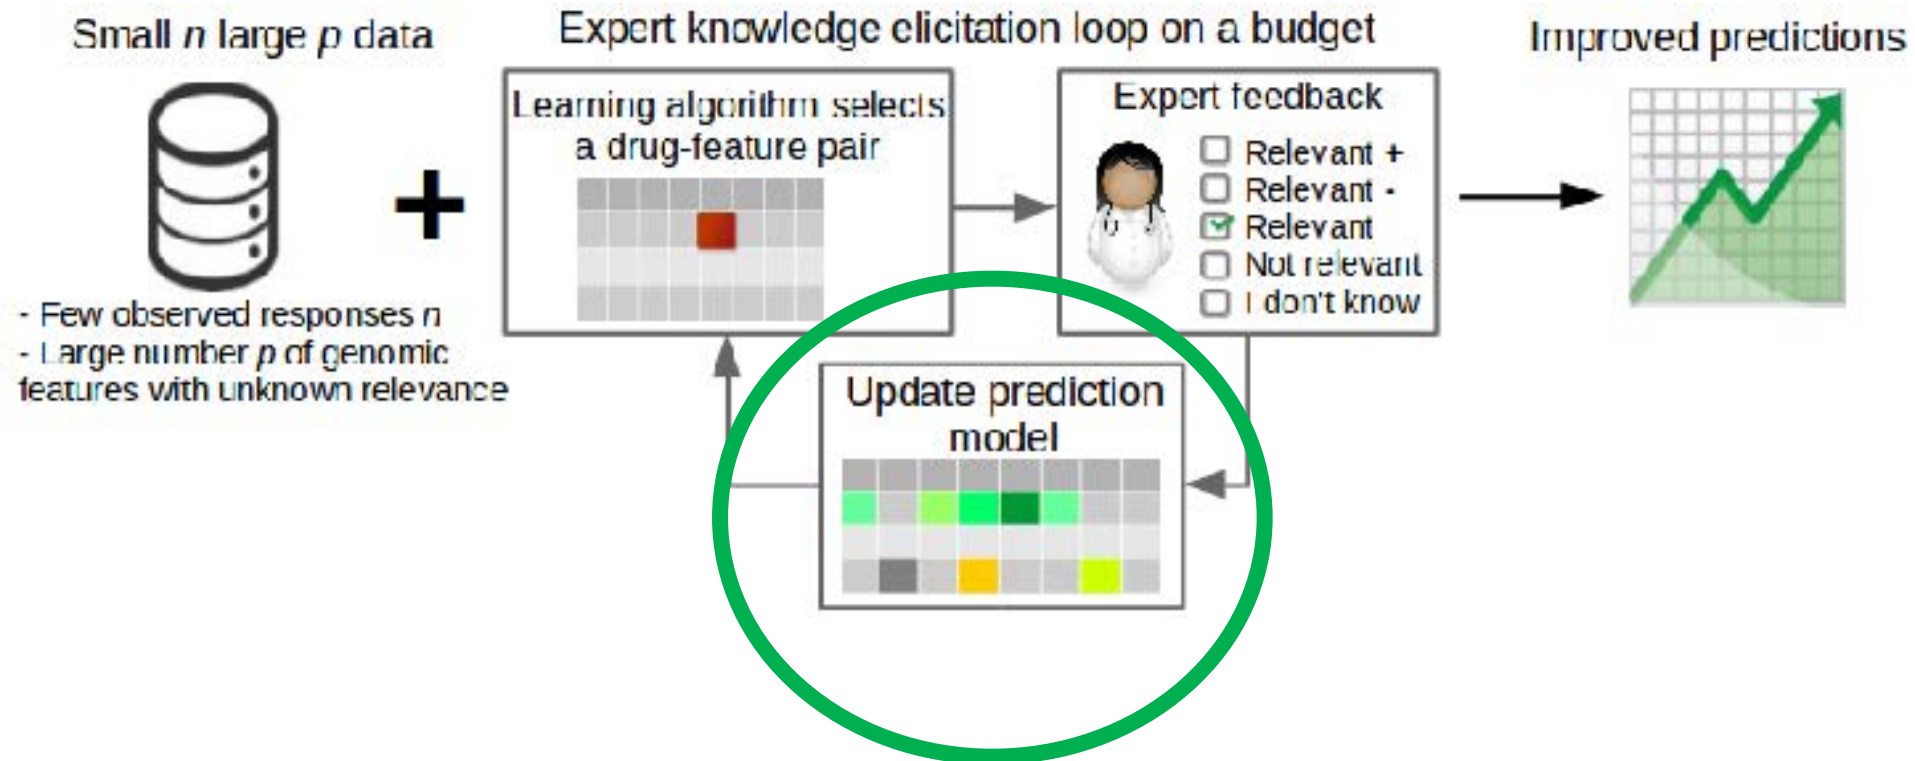 Small n large p data
- Few observed responses n
- Large number p of genomic
features with unknown relevance
Expert knowledge elicitation loop on a budget
Learning algorithm selects
a drug-feature pair
Expert feedback
Relevant +
Relevant -
Relevant
Not relevant
I don't know
Update prediction
model
Improved predictions